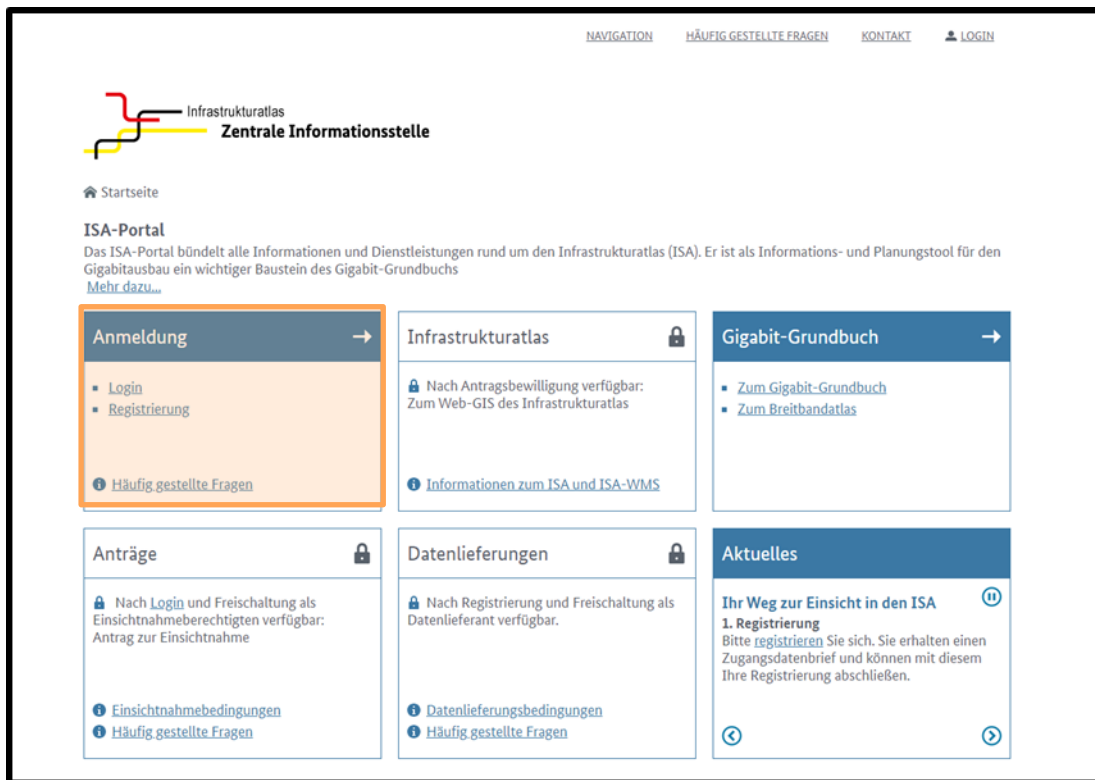 NAVIGATION HÄUFIG GESTELLTE FRAGEN KONTAKT LOGIN
Infrastrukturatlas
Zentrale Informationsstelle
Startseite
ISA-Portal
Das ISA-Portal bündelt alle Informationen und Dienstleistungen rund um den Infrastrukturatlas (ISA). Er ist als Informations- und Planungstool für den
Gigabitausbau ein wichtiger Baustein des Gigabit-Grundbuchs
Mehr dazu...
Anmeldung
Login
Registrierung
Häufig gestellte Fragen
Infrastrukturatlas
Nach Antragsbewilligung verfügbar:
Zum Web-GIS des Infrastrukturatlas
Informationen zum ISA und ISA-WMS
Gigabit-Grundbuch
Zum Gigabit-Grundbuch
Zum Breitbandatlas
Anträge
Nach Login und Freischaltung als
Einsichtnahmeberechtigten verfügbar:
Antrag zur Einsichtnahme
Einsichtnahmebedingungen
Häufig gestellte Fragen
Datenlieferungen
Nach Registrierung und Freischaltung als
Datenlieferant verfügbar.
Datenlieferungsbedingungen
Häufig gestellte Fragen
Aktuelles
Ihr Weg zur Einsicht in den ISA
1. Registrierung
Bitte registrieren Sie sich. Sie erhalten einen
Zugangsdatenbrief und können mit diesem
Ihre Registrierung abschließen.